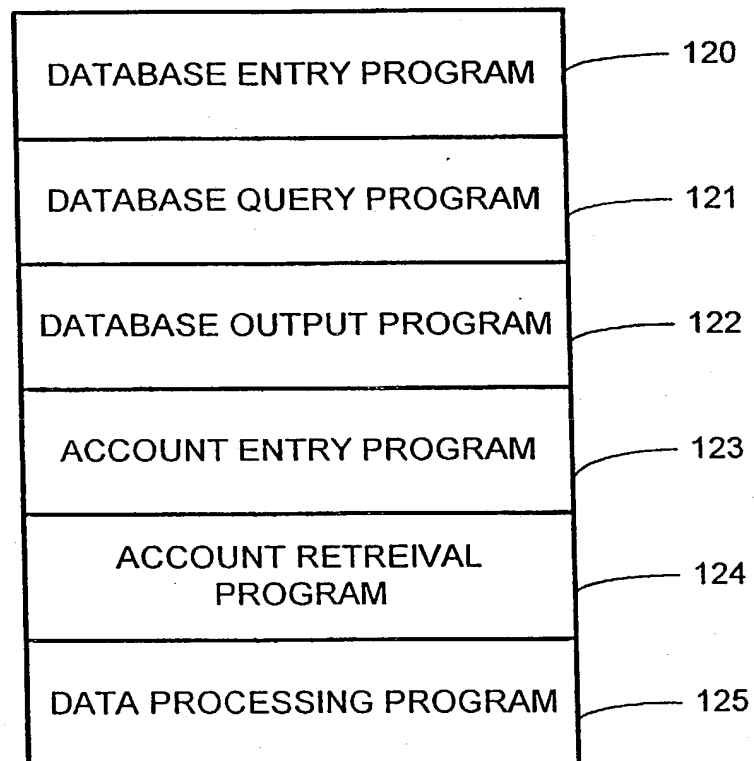 DATABASE ENTRY PROGRAM 120
DATABASE QUERY PROGRAM 121
DATABASE OUTPUT PROGRAM 122
ACCOUNT ENTRY PROGRAM 123
ACCOUNT RETREIVAL
PROGRAM 124
DATA PROCESSING PROGRAM 125